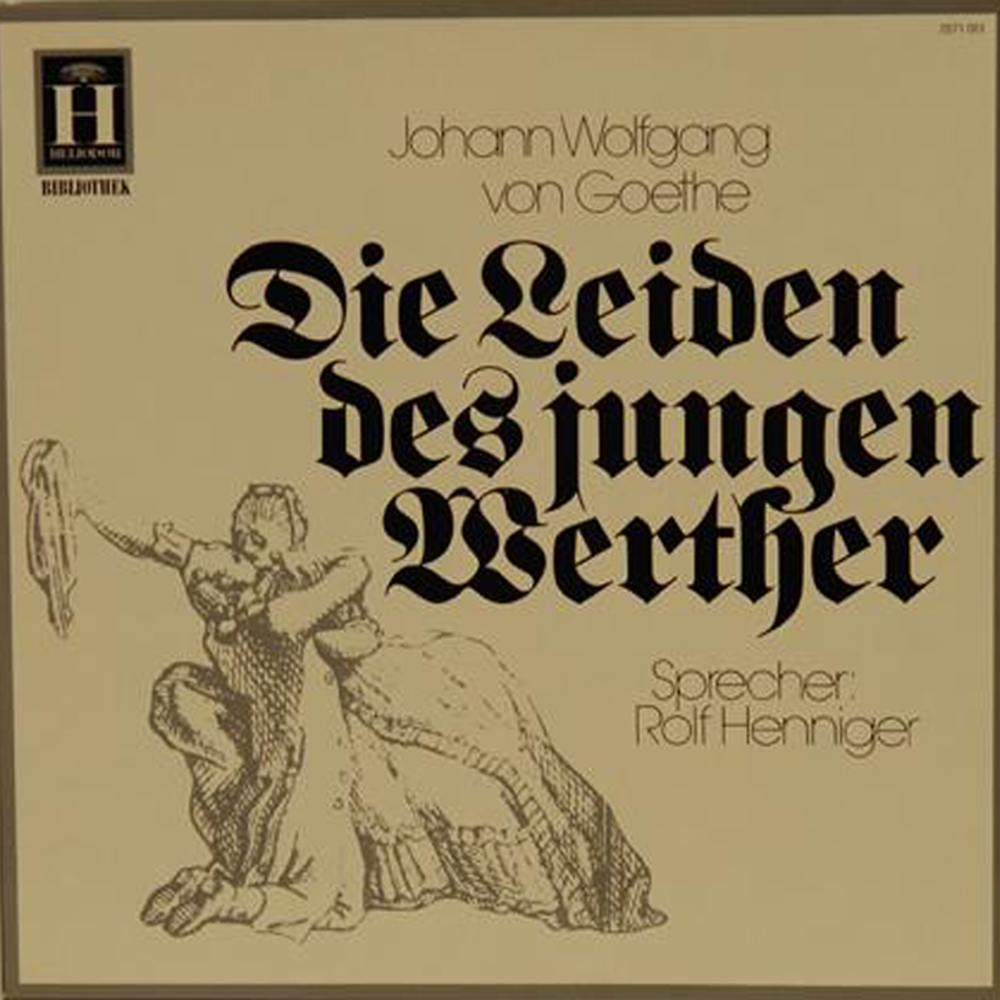 H
HELIODOR
BIBLIOTHEK
Johann Wolfgang
von Goethe
Die Leiden
des jungen
Werther
Sprecher:
Rolf Henniger